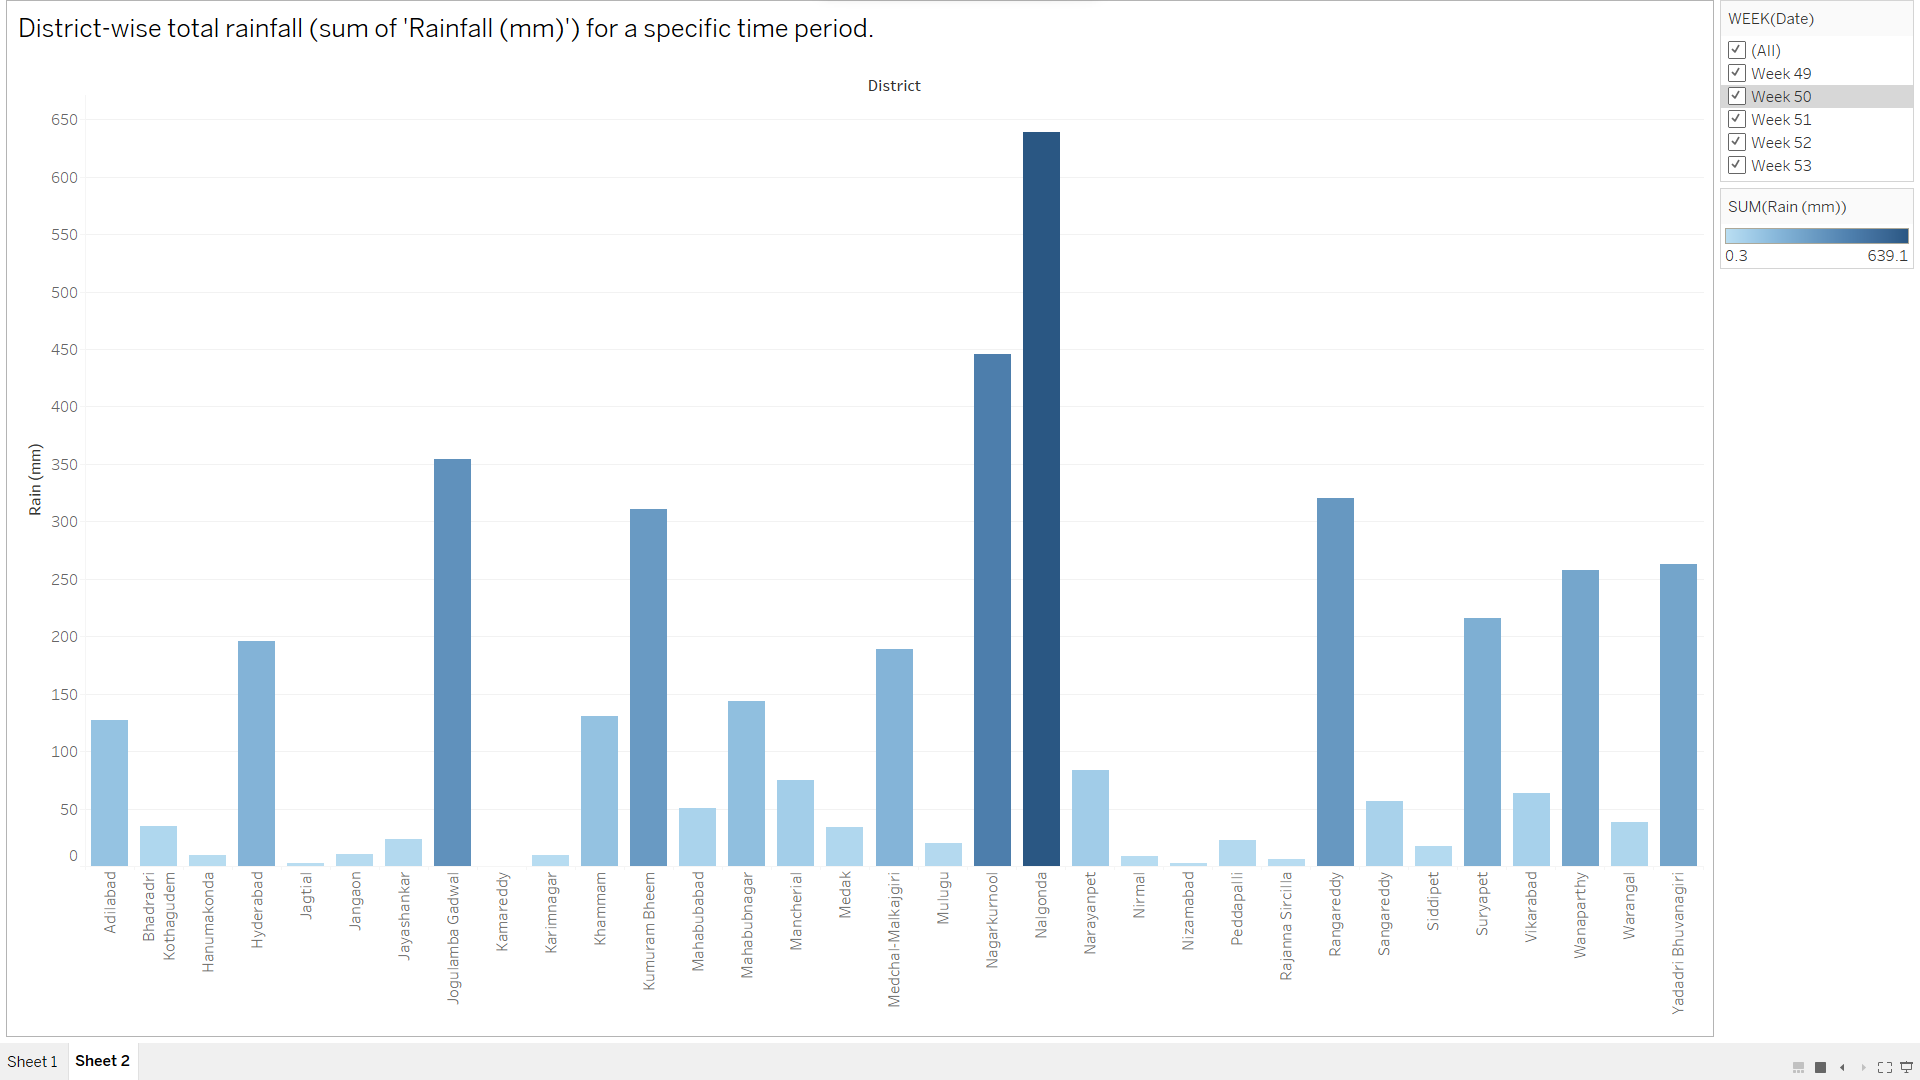 District-wise total rainfall (sum of 'Rainfall (mm)') for a specific time period.
District
Rain (mm)
650
600
550
500
450
400
350
300
250
200
150
100
50
0
Adilabad
Bhadradri
Kothagudem
Hanumakonda
Hyderabad
Jagtial
Jangaon
Jayashankar
Jogulamba Gadwal
Kamareddy
Karimnagar
Khammam
Kumuram Bheem
Mahabubabad
Mahabubnagar
Mancherial
Medak
Medchal-Malkajgiri
Mulugu
Nagarkurnool
Nalgonda
Narayanpet
Nirmal
Nizamabad
Peddapalli
Rajanna Sircilla
Rangareddy
Sangareddy
Siddipet
Suryapet
Vikarabad
Wanaparthy
Warangal
Yadadri Bhuvanagiri
WEEK(Date)
(All)
Week 49
Week 50
Week 51
Week 52
Week 53
SUM(Rain (mm))
0.3 639.1
Sheet 1 Sheet 2